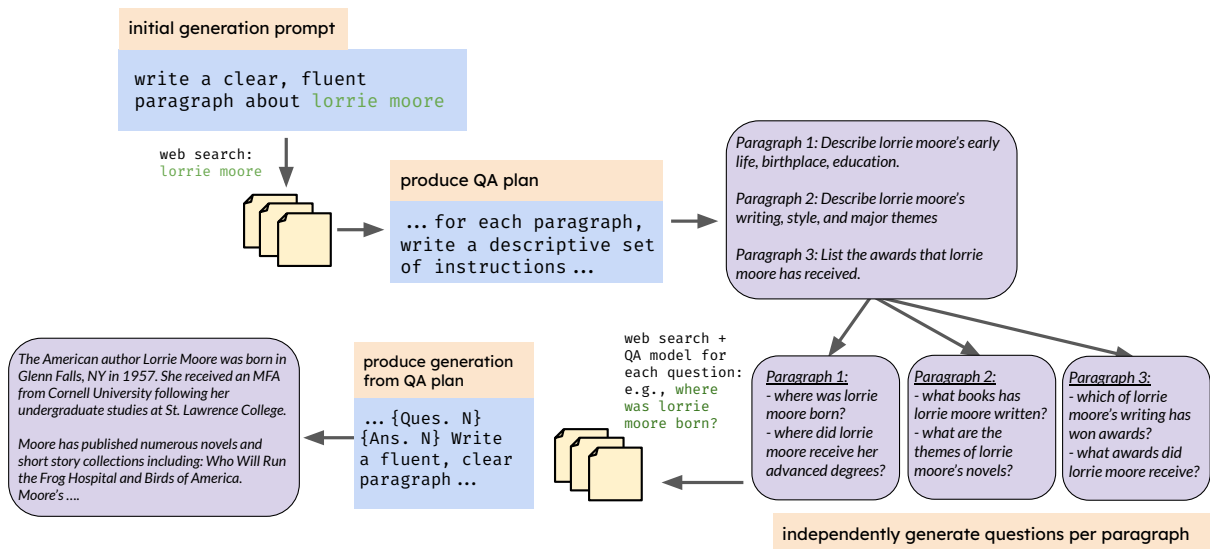 initial generation prompt
write a clear, fluent
paragraph about lorrie moore
web search:
lorrie moore
produce QA plan
... for each paragraph,
write a descriptive set
of instructions ...
Paragraph 1: Describe lorrie moore's early
life, birthplace, education.
Paragraph 2: Describe lorrie moore's
writing, style, and major themes
Paragraph 3: List the awards that lorrie
moore has received.
Paragraph 1:
- where was lorrie
moore born?
- where did lorrie
moore receive her
advanced degrees?
Paragraph 2:
- what books has
lorrie moore written?
- what are the
themes of lorrie
moore's novels?
Paragraph 3:
- which of lorrie
moore's writing has
won awards?
- what awards did
lorrie moore receive?
independently generate questions per paragraph
web search +
QA model for
each question:
e.g., where
was lorrie
moore born?
produce generation
from QA plan
... {Ques. N}
{Ans. N} Write
a fluent, clear
paragraph ...
The American author Lorrie Moore was born in
Glenn Falls, NY in 1957. She received an MFA
from Cornell University following her
undergraduate studies at St. Lawrence College.
Moore has published numerous novels and
short story collections including: Who Will Run
the Frog Hospital and Birds of America.
Moore's ....